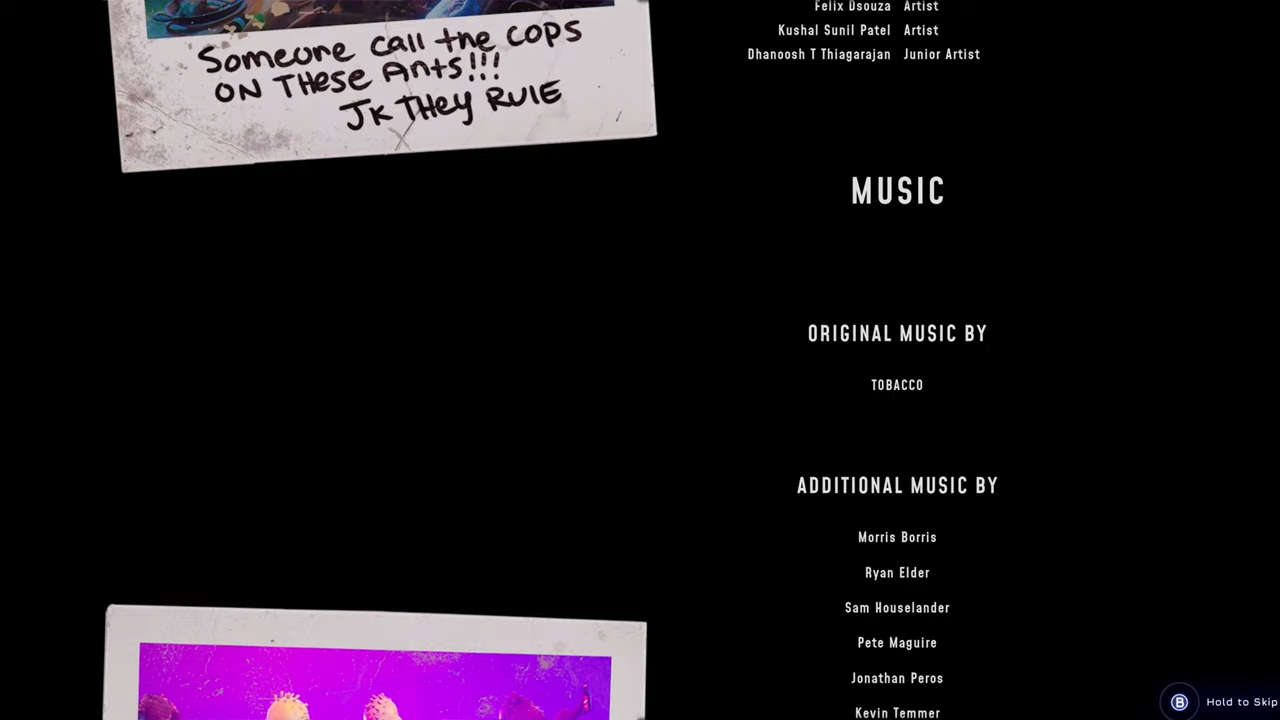 Someone call the cops
ON THese Ants!!!
JK THey RULE
Felix Dsouza Artist
Kushal Sunil Patel Artist
Dhanoosh T Thiagarajan Junior Artist
MUSIC
ORIGINAL MUSIC BY
TOBACCO
ADDITIONAL MUSIC BY
Morris Borris
Ryan Elder
Sam Houselander
Pete Maguire
Jonathan Peros
Kevin Temmer
B Hold to Skip